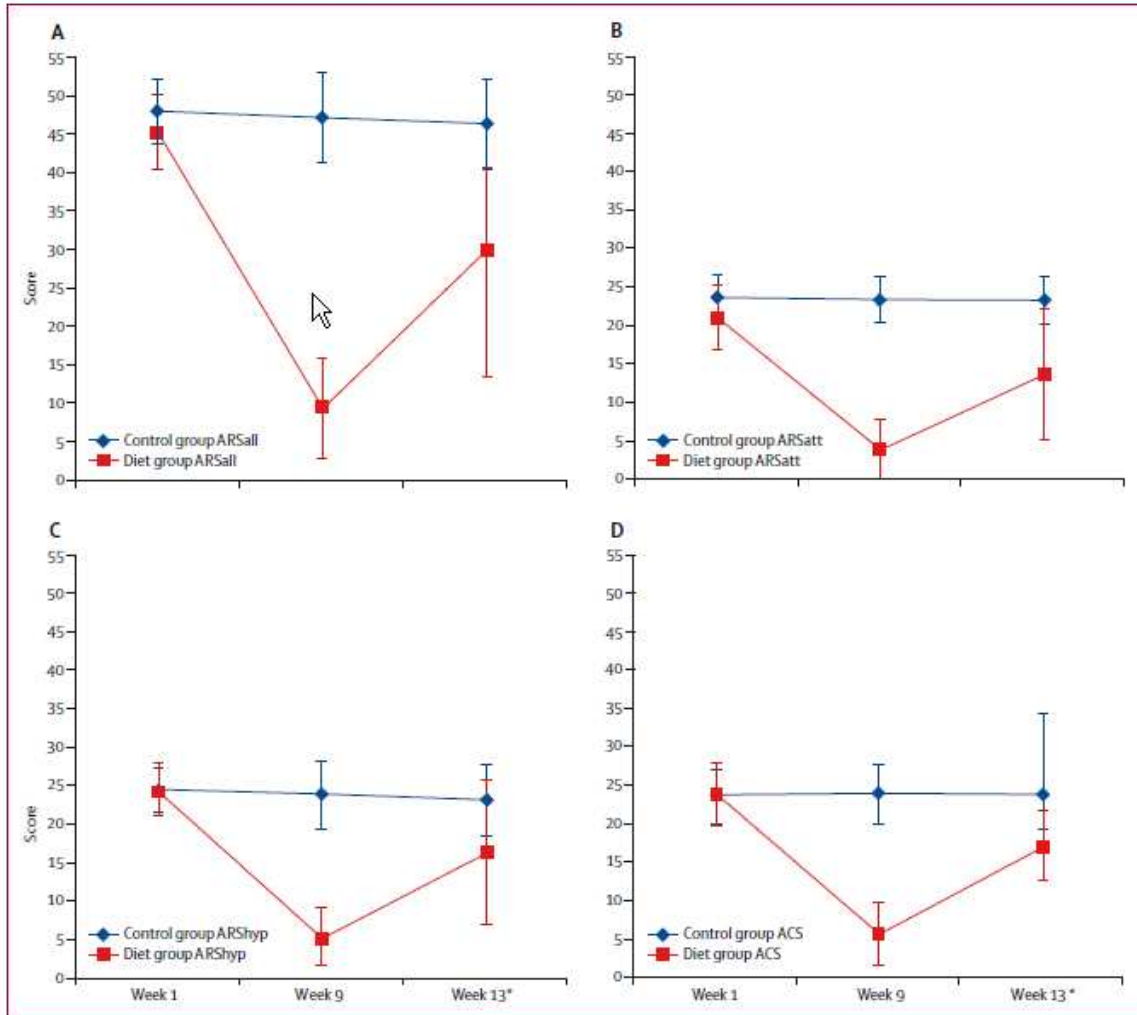 A
55
50
45
40
35
30
25
20
15
10
5
0
Score
Control group ARSall
Diet group ARSall
B
55
50
45
40
35
30
25
20
15
10
5
0
Control group ARSatt
Diet group ARSatt
C
55
50
45
40
35
30
25
20
15
10
5
0
Score
Control group ARShyp
Diet group ARShyp
Week 1
Week 9
Week 13*
D
55
50
45
40
35
30
25
20
15
10
5
0
Control group ACS
Diet group ACS
Week 1
Week 9
Week 13 *